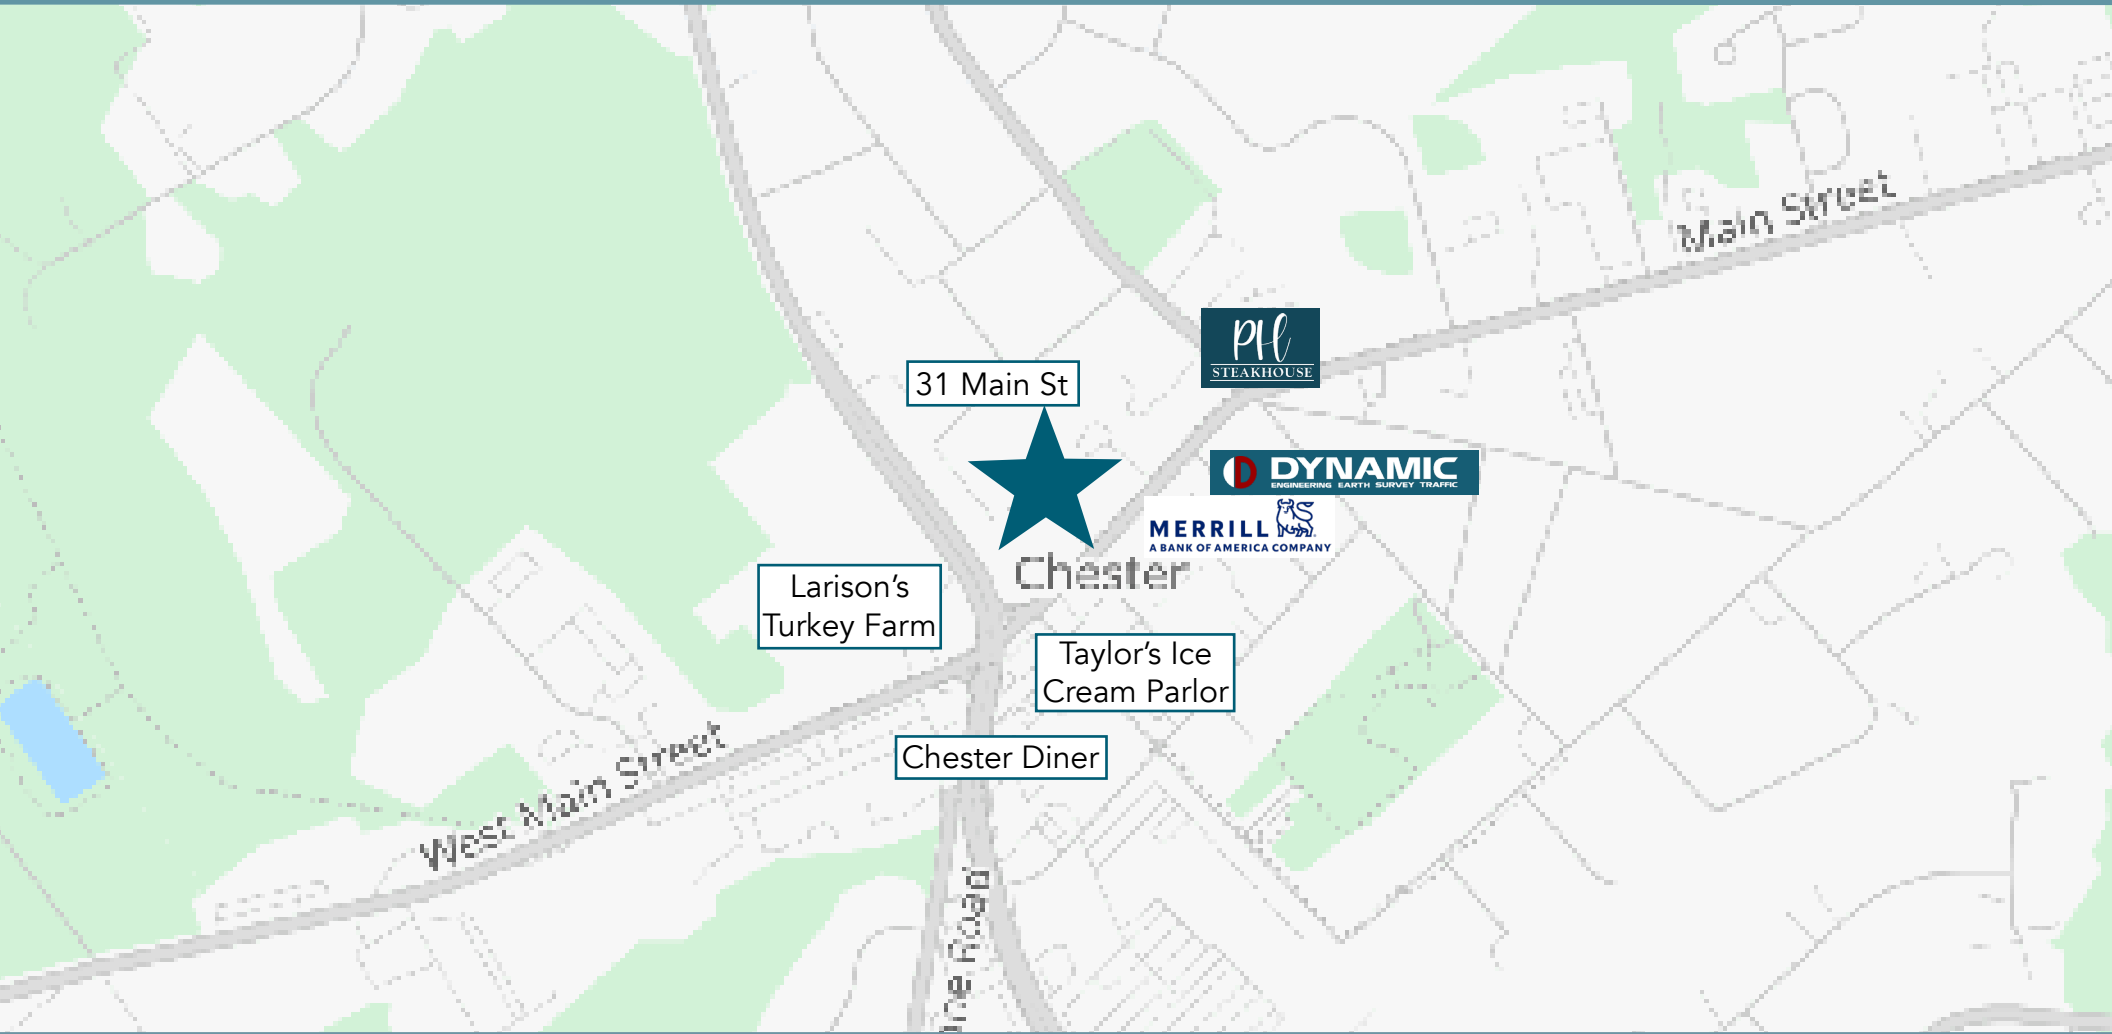 Main Street
PH
STEAKHOUSE
31 Main St
DYNAMIC
ENGINEERING EARTH SURVEY TRAFFIC
MERRILL
A BANK OF AMERICA COMPANY
Chester
Larison's
Turkey Farm
Taylor's Ice
Cream Parlor
West Main Street
Chester Diner
Road